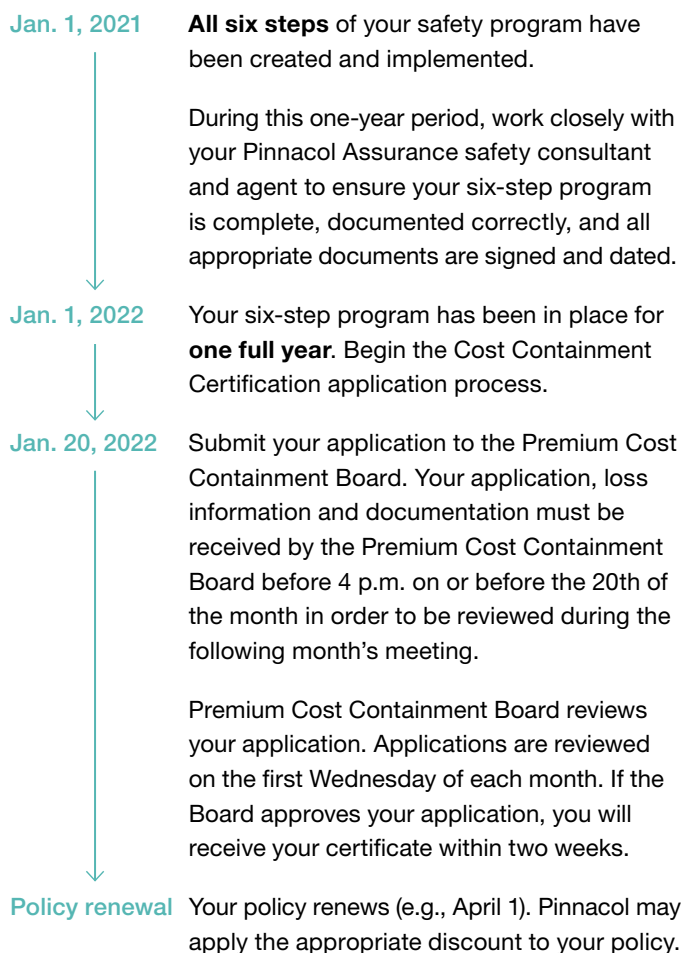 Jan. 1, 2021 All six steps of your safety program have
been created and implemented.
During this one-year period, work closely with
your Pinnacol Assurance safety consultant
and agent to ensure your six-step program
is complete, documented correctly, and all
appropriate documents are signed and dated.
Jan. 1, 2022 Your six-step program has been in place for
one full year. Begin the Cost Containment
Certification application process.
Jan. 20, 2022 Submit your application to the Premium Cost
Containment Board. Your application, loss
information and documentation must be
received by the Premium Cost Containment
Board before 4 p.m. on or before the 20th of
the month in order to be reviewed during the
following month's meeting.
Premium Cost Containment Board reviews
your application. Applications are reviewed
on the first Wednesday of each month. If the
Board approves your application, you will
receive your certificate within two weeks.
Policy renewal Your policy renews (e.g., April 1). Pinnacol may
apply the appropriate discount to your policy.